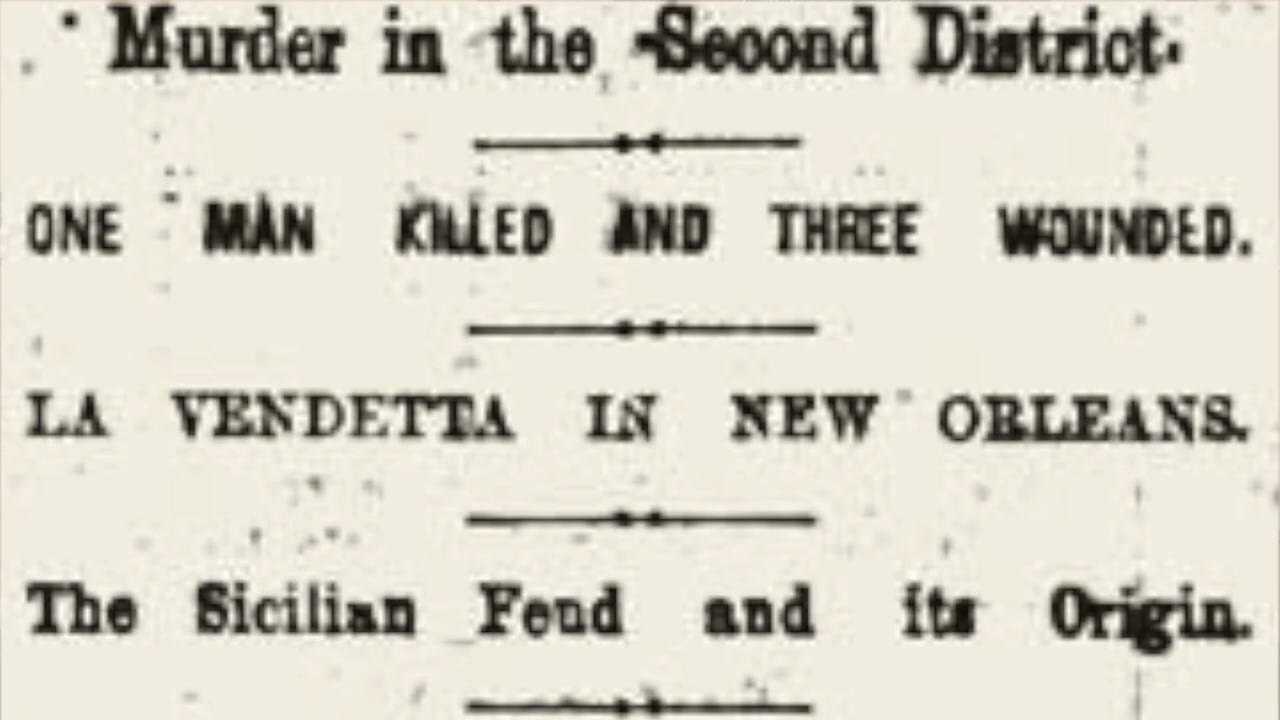 Murder in the Second District.
ONE MAN KILLED AND THREE WOUNDED.
LA VENDETTA IN NEW ORLEANS.
The Sicilian Feud and its Origin.